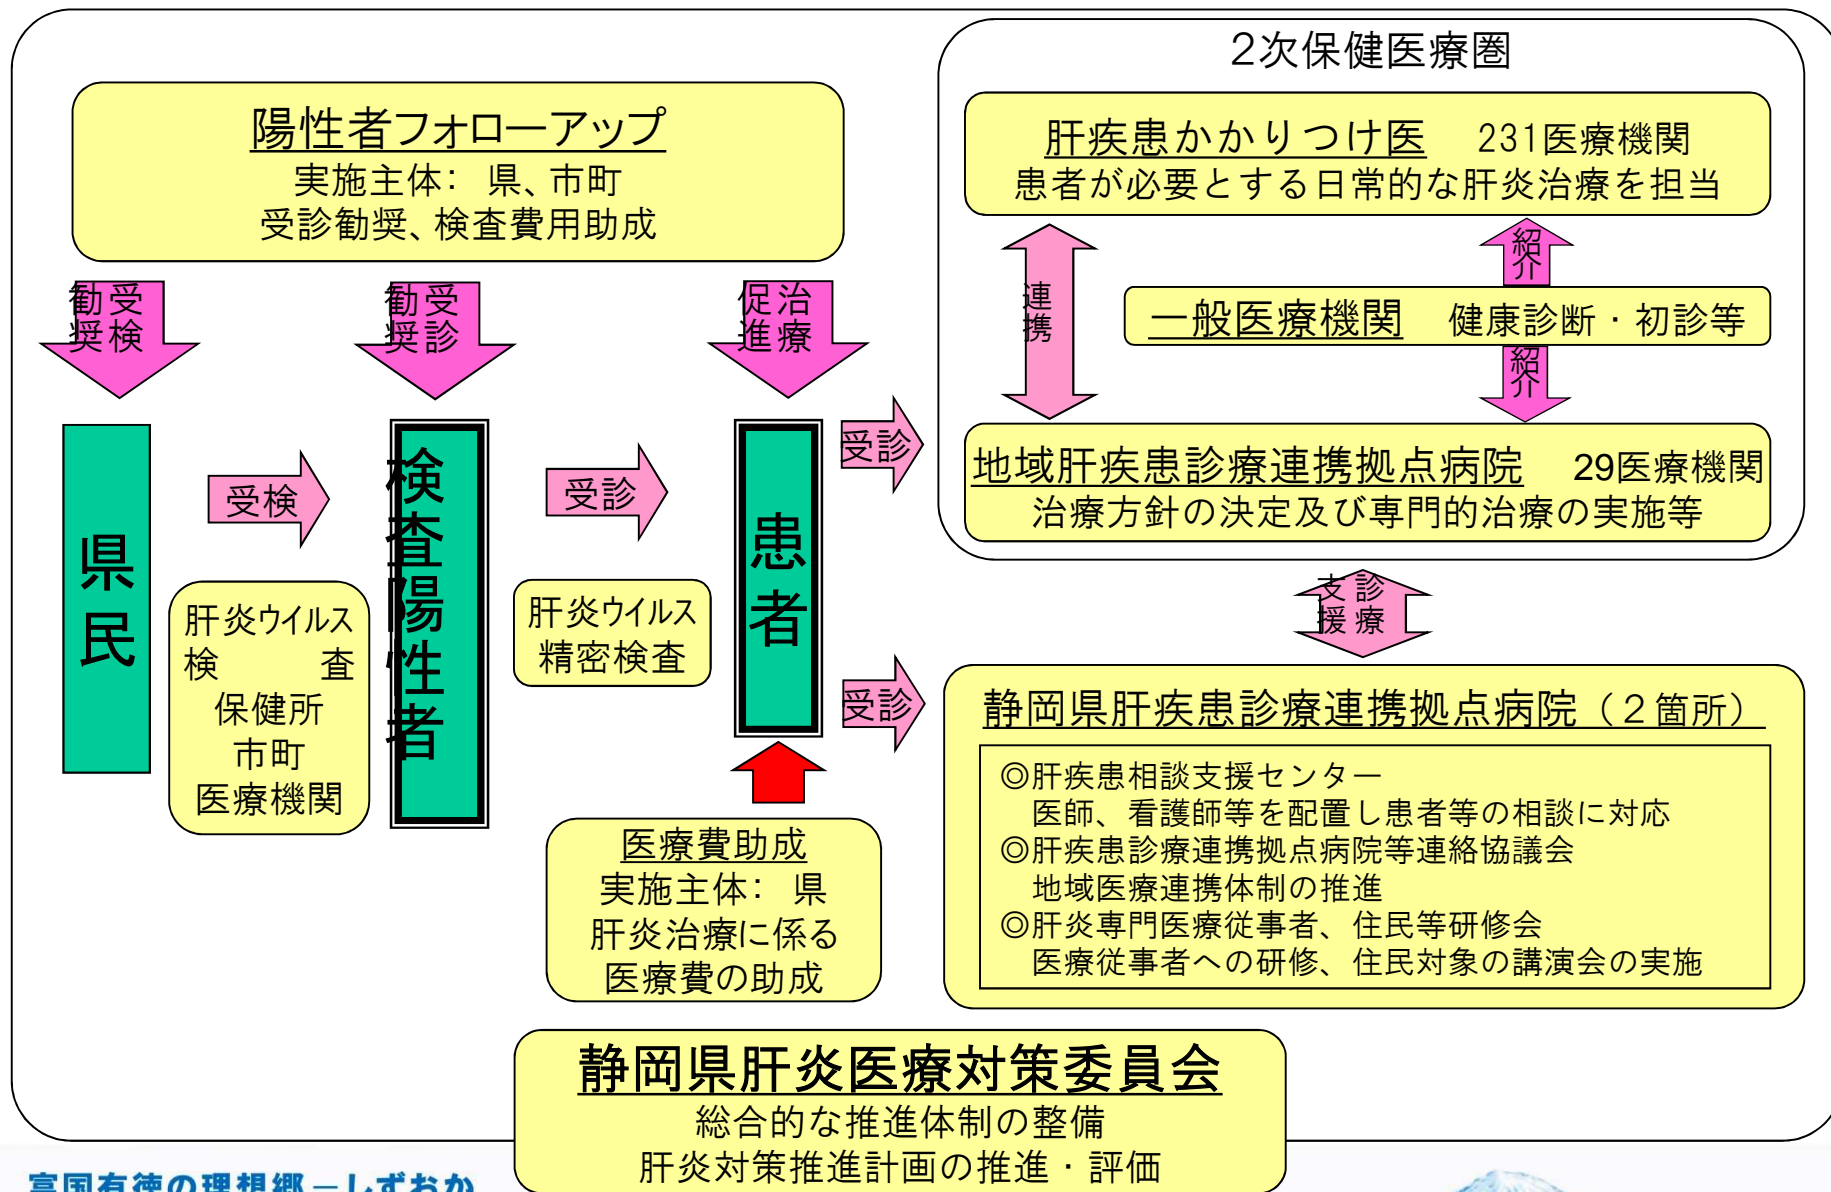 陽性者フォローアップ
実施主体： 県、市町
受診勧奨、検査費用助成
受検
勧奨
受診
勧奨
治療
促進
県民
受検
肝炎ウイルス
検　　査
保健所
市町
医療機関
検査陽性者
受診
肝炎ウイルス
精密検査
患者
受診
受診
医療費助成
実施主体： 県
肝炎治療に係る
医療費の助成
2次保健医療圏
肝疾患かかりつけ医　231医療機関
患者が必要とする日常的な肝炎治療を担当
連携
紹介
一般医療機関　健康診断・初診等
紹介
地域肝疾患診療連携拠点病院　29医療機関
治療方針の決定及び専門的治療の実施等
診療
支援
静岡県肝疾患診療連携拠点病院（２箇所）
◎肝疾患相談支援センター
医師、看護師等を配置し患者等の相談に対応
◎肝疾患診療連携拠点病院等連絡協議会
地域医療連携体制の推進
◎肝炎専門医療従事者、住民等研修会
医療従事者への研修、住民対象の講演会の実施
静岡県肝炎医療対策委員会
総合的な推進体制の整備
肝炎対策推進計画の推進・評価
富国有徳の理想郷－しずおか